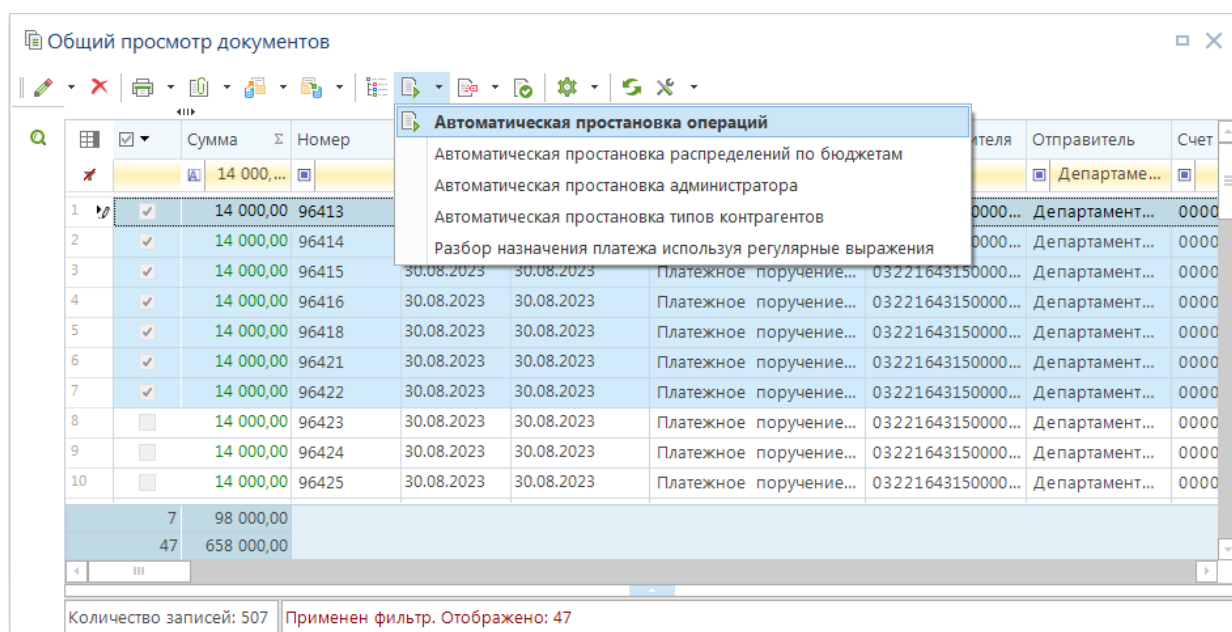 Общий просмотр документов
Автоматическая простановка операций
Автоматическая простановка распределений по бюджетам
Автоматическая простановка администратора
Автоматическая простановка типов контрагентов
Разбор назначения платежа используя регулярные выражения
Сумма Σ Номер ителя Отправитель Счет
A 14 000,... Департаме...
1 14 000,00 96413 0000... Департамент... 0000
2 14 000,00 96414 0000... Департамент... 0000
3 14 000,00 96415 30.08.2023 30.08.2023 Платежное поручение... 03221643150000... Департамент... 0000
4 14 000,00 96416 30.08.2023 30.08.2023 Платежное поручение... 03221643150000... Департамент... 0000
5 14 000,00 96418 30.08.2023 30.08.2023 Платежное поручение... 03221643150000... Департамент... 0000
6 14 000,00 96421 30.08.2023 30.08.2023 Платежное поручение... 03221643150000... Департамент... 0000
7 14 000,00 96422 30.08.2023 30.08.2023 Платежное поручение... 03221643150000... Департамент... 0000
8 14 000,00 96423 30.08.2023 30.08.2023 Платежное поручение... 03221643150000... Департамент... 0000
9 14 000,00 96424 30.08.2023 30.08.2023 Платежное поручение... 03221643150000... Департамент... 0000
10 14 000,00 96425 30.08.2023 30.08.2023 Платежное поручение... 03221643150000... Департамент... 0000
7 98 000,00
47 658 000,00
Количество записей: 507 Применен фильтр. Отображено: 47